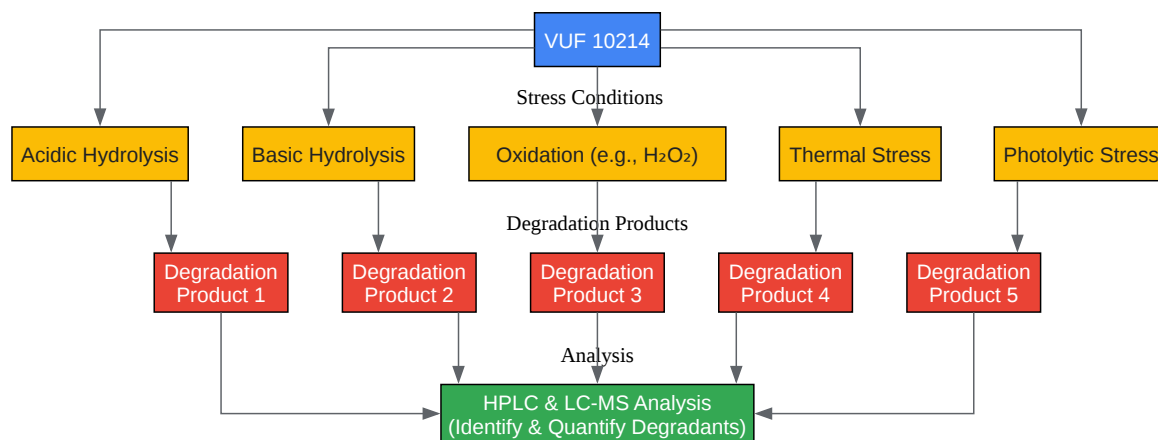 VUF 10214
Stress Conditions
Acidic Hydrolysis
Basic Hydrolysis
Oxidation (e.g., H₂O₂)
Thermal Stress
Photolytic Stress
Degradation Products
Degradation
Product 1
Degradation
Product 2
Degradation
Product 3
Degradation
Product 4
Degradation
Product 5
Analysis
HPLC & LC-MS Analysis
(Identify & Quantify Degradants)